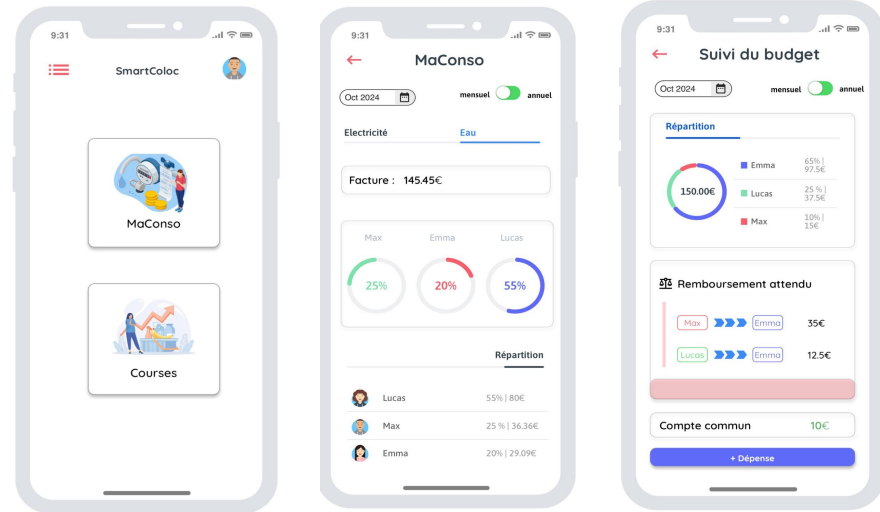 9:31
SmartColoc
MaConso
Courses
9:31
MaConso
Oct 2024
mensuel
annuel
Electricité
Eau
Facture : 145.45€
Max
Emma
Lucas
25%
20%
55%
Répartition
Lucas
55% | 80€
Max
25 % | 36.36€
Emma
20% | 29.09€
9:31
Suivi du budget
Oct 2024
mensuel
annuel
Répartition
150.00€
Emma
65% |
97.5€
Lucas
25 % |
37.5€
Max
10% |
15€
Remboursement attendu
Max
Emma
35€
Lucas
Emma
12.5€
Compte commun
10€
+ Dépense